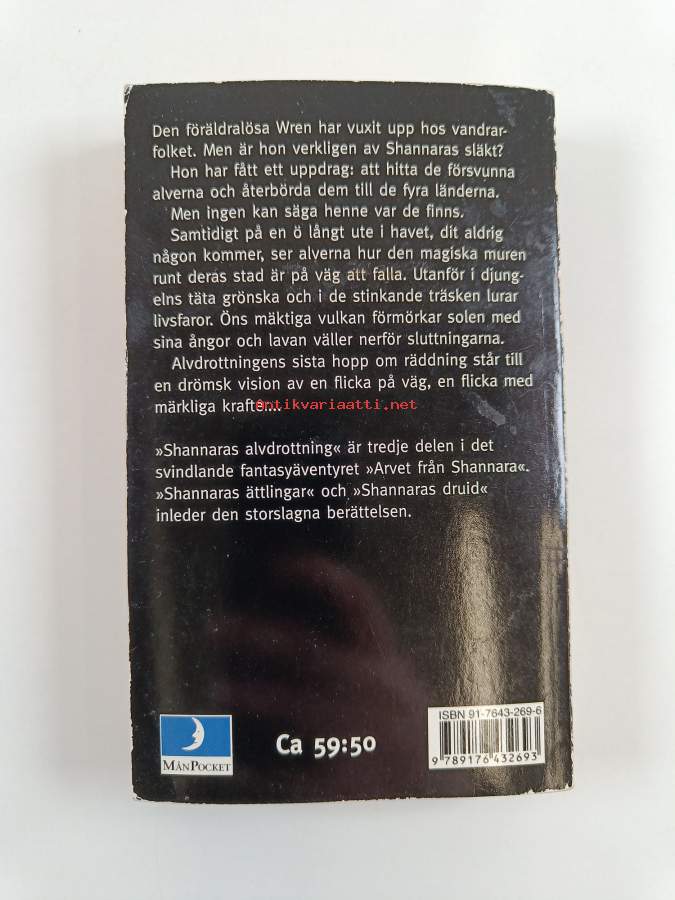 Den föräldralösa Wren har vuxit upp hos vandrar-
folket. Men är hon verkligen av Shannaras släkt?
Hon har fått ett uppdrag: att hitta de försvunna
alverna och återbörda dem till de fyra länderna.
Men ingen kan säga henne var de finns.
Samtidigt på en ö långt ute i havet, dit aldrig
någon kommer, ser alverna hur den magiska muren
runt deras stad är på väg att falla. Utanför i djung-
elns täta grönska och i de stinkande träsken lurar
livsfaror. Öns mäktiga vulkan förmörkar solen med
sina ångor och lavan väller nerför sluttningarna.
Alvdrottningens sista hopp om räddning står till
en drömsk vision av en flicka på väg, en flicka med
märkliga krafter...
Antikvariaatti.net
»Shannaras alvdrottning« är tredje delen i det
svindlande fantasyäventyret »Arvet från Shannara«.
»Shannaras ättlingar« och »Shannaras druid«
inleder den storslagna berättelsen.
MÅNPOCKET
Ca 59:50
ISBN 91-7643-269-6
9 789176 432693